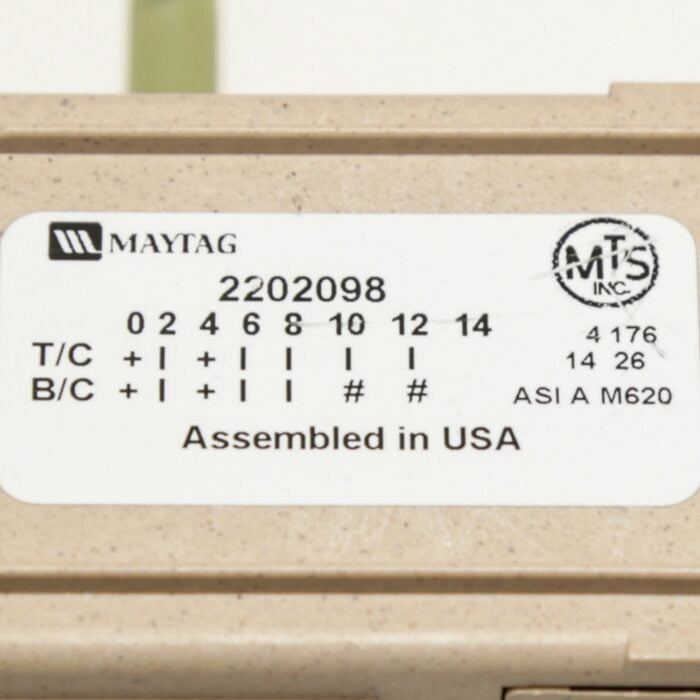 MAYTAG
2202098
0 2 4 6 8 10 12 14
T/C + I + I I I I
B/C + I + I I # #
Assembled in USA
MTS
INC.
4 176
14 26
ASI A M620